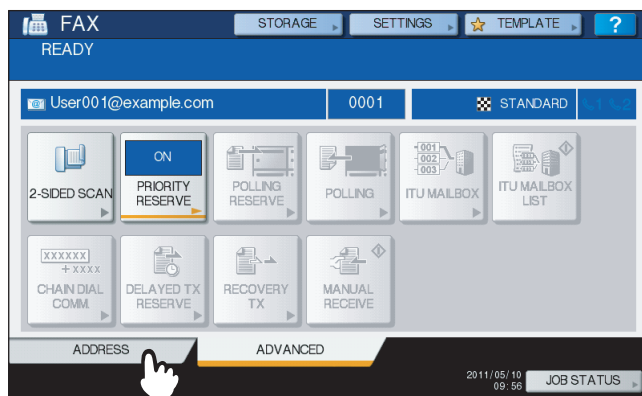 FAX
STORAGE
SETTINGS
TEMPLATE
?
READY
User001@example.com
0001
STANDARD
1
2
2-SIDED SCAN
ON
PRIORITY
RESERVE
POLLING
RESERVE
POLLING
001
002
003
ITU MAILBOX
ITU MAILBOX
LIST
XXXXXX
+ XXXX
CHAIN DIAL
COMM.
DELAYED TX
RESERVE
RECOVERY
TX
MANUAL
RECEIVE
ADDRESS
ADVANCED
2011/05/10
09:56
JOB STATUS